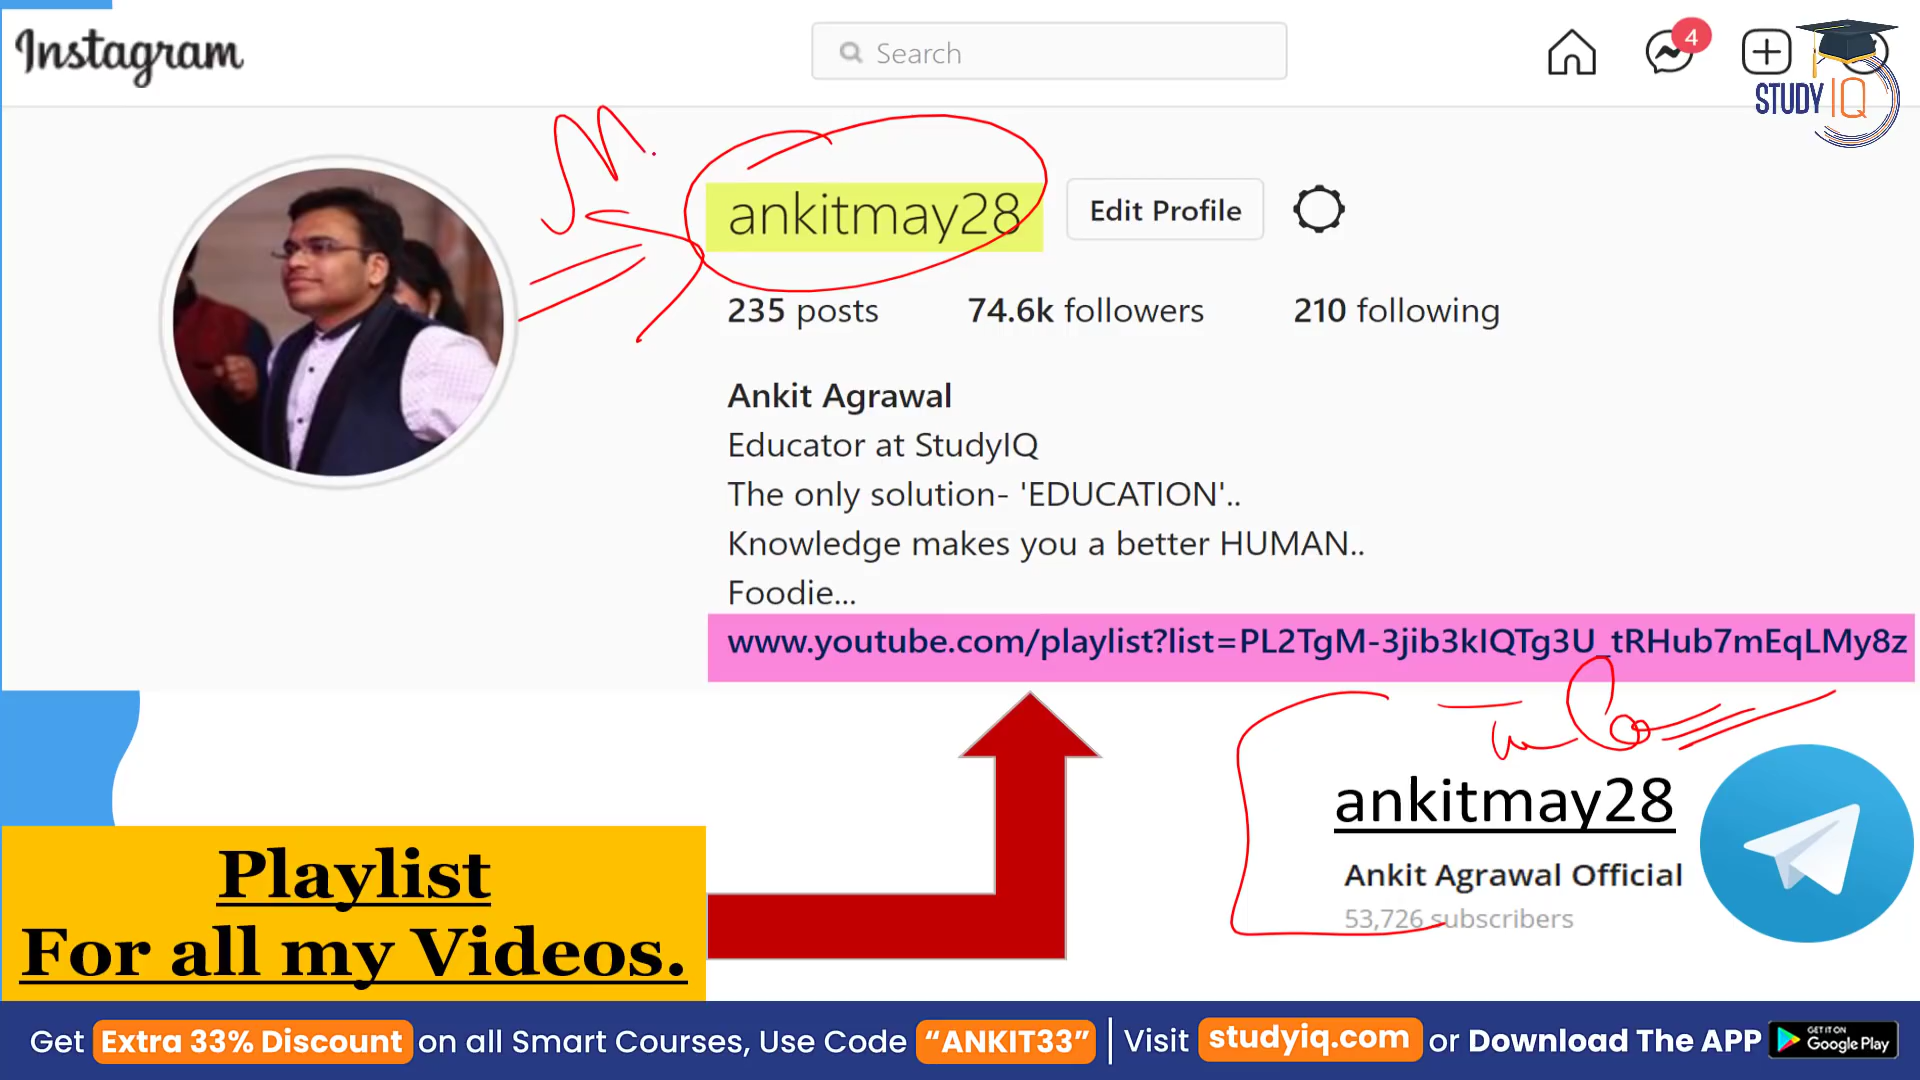 Instagram
Search
4
STUDY IQ
ankitmay28
Edit Profile
235 posts 74.6k followers 210 following
Ankit Agrawal
Educator at StudyIQ
The only solution- 'EDUCATION'..
Knowledge makes you a better HUMAN..
Foodie...
www.youtube.com/playlist?list=PL2TgM-3jib3kIQTg3U_tRHub7mEqLMy8z
ankitmay28
Ankit Agrawal Official
53,726 subscribers
Playlist
For all my Videos.
Get Extra 33% Discount on all Smart Courses, Use Code “ANKIT33” | Visit studyiq.com or Download The APP GET IT ON Google Play